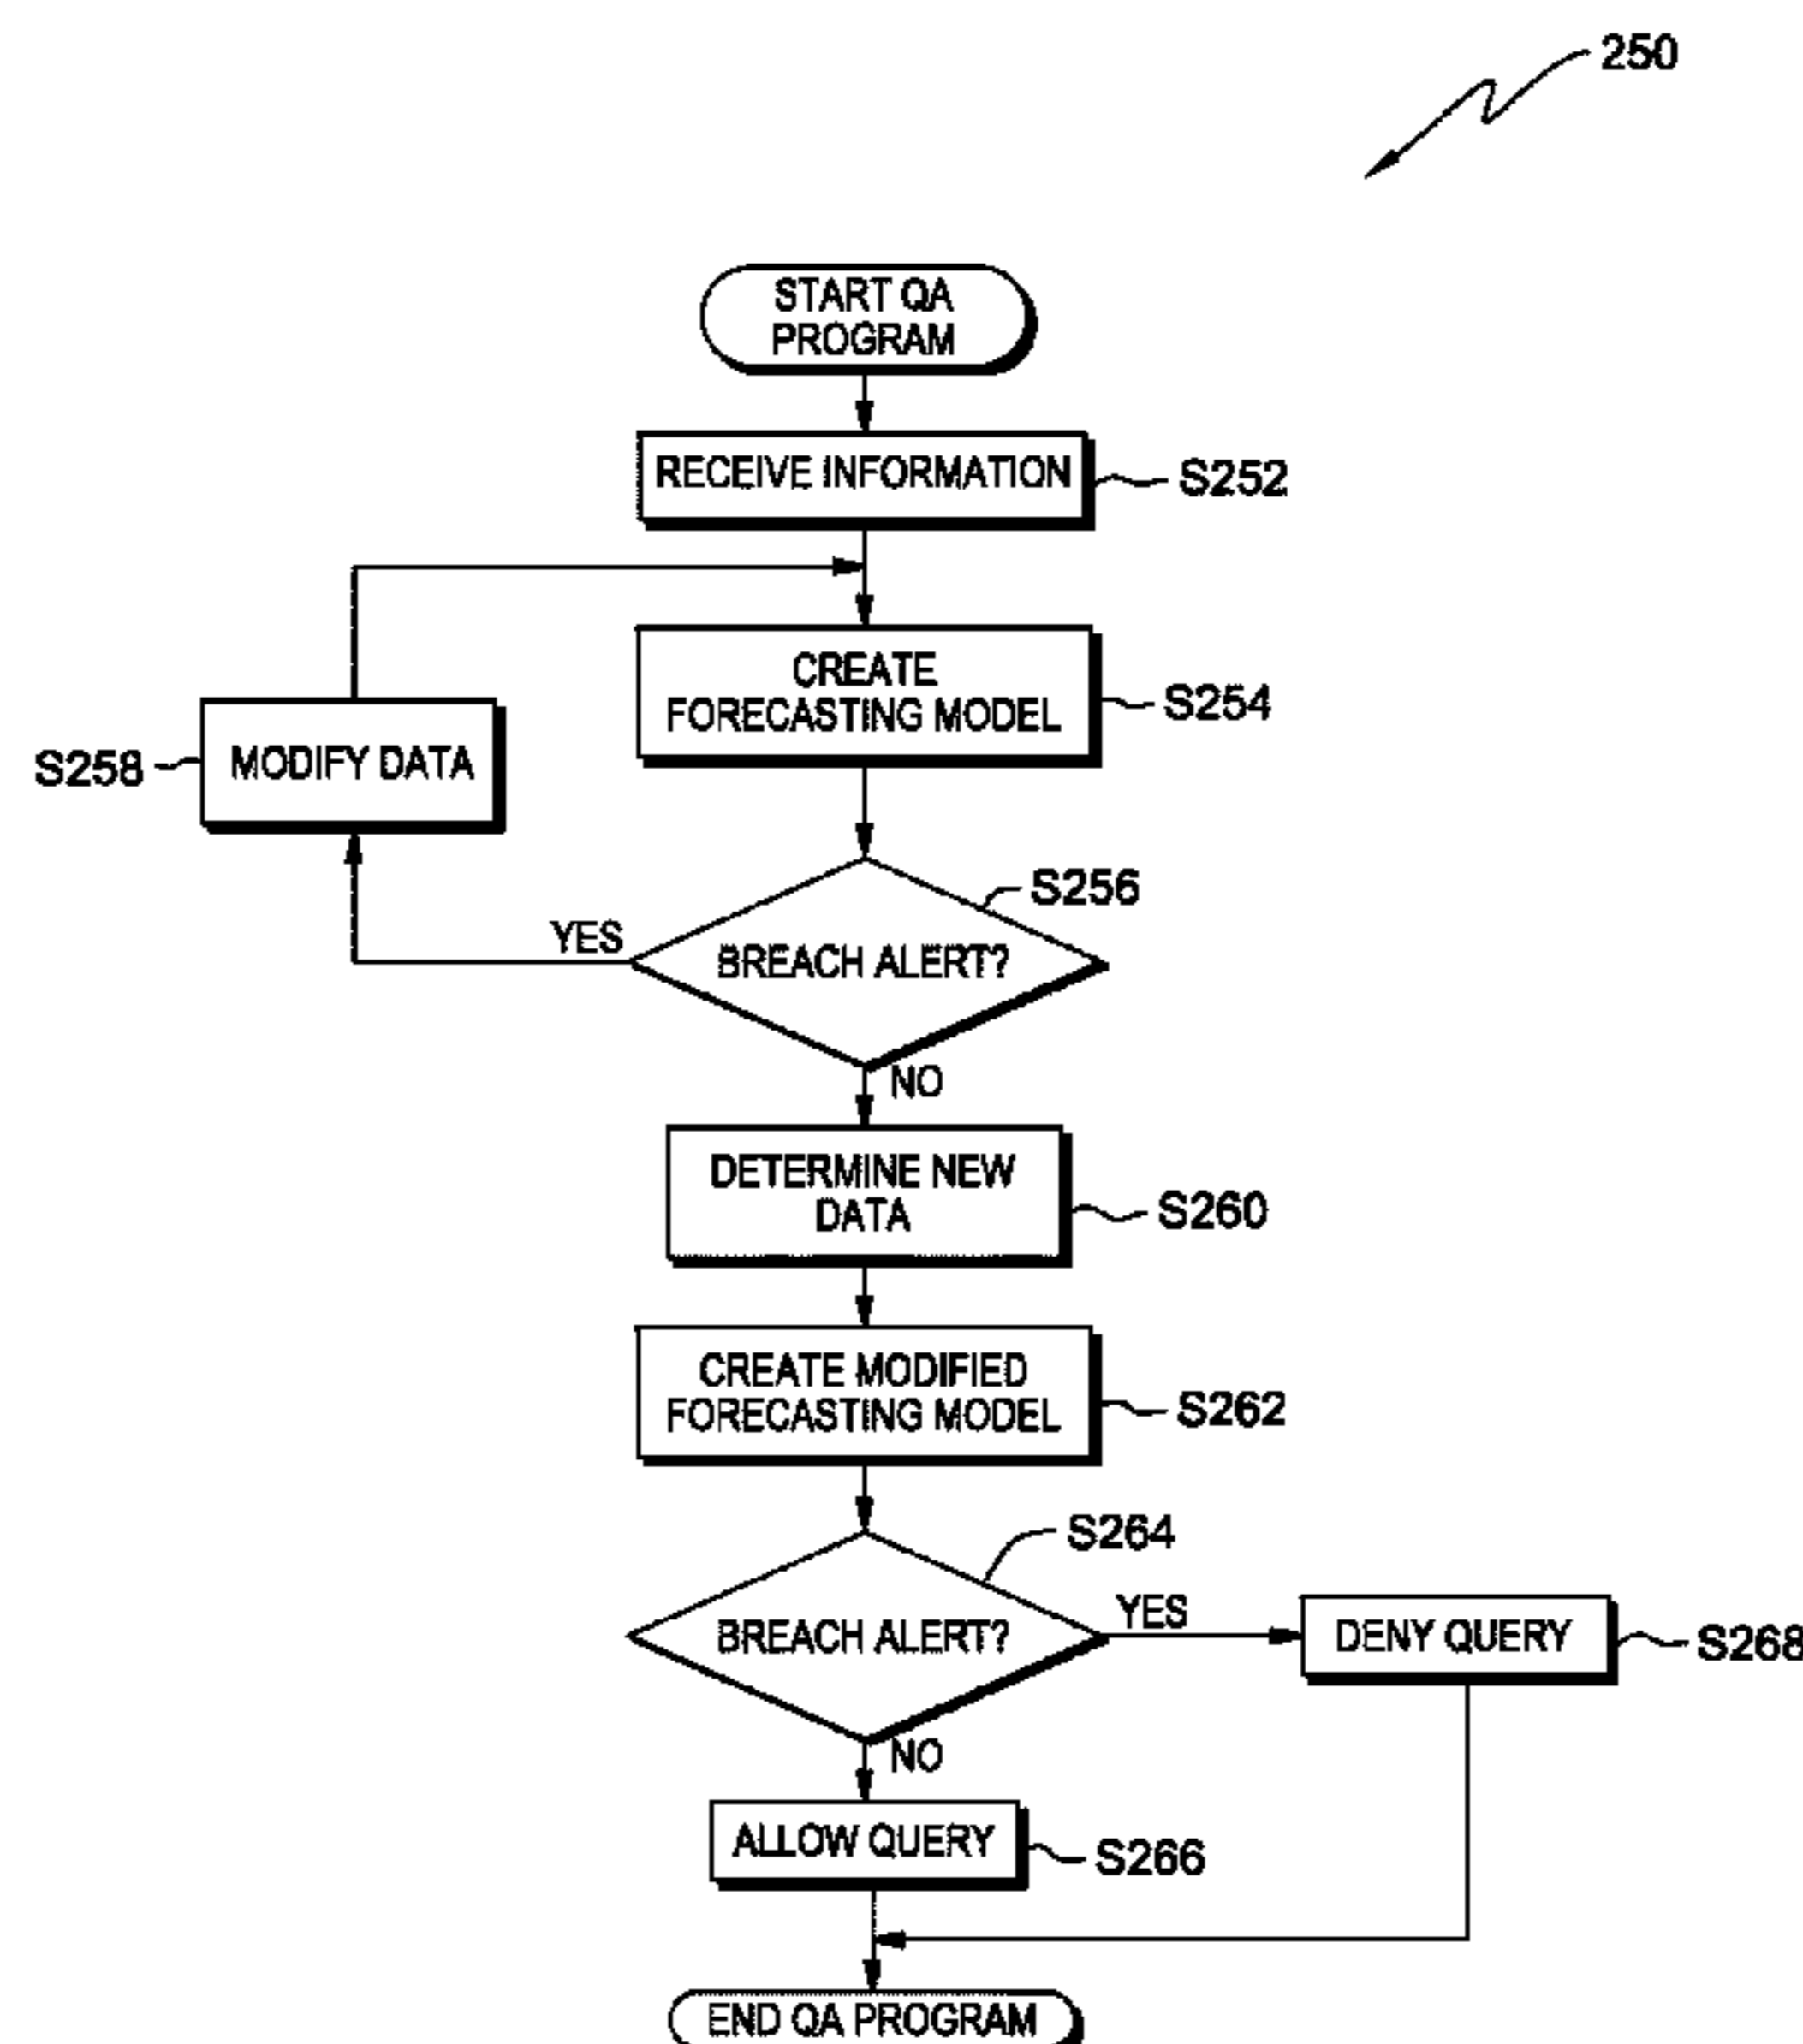 250
START QA
PROGRAM
RECEIVE INFORMATION
S252
CREATE
FORECASTING MODEL
S254
MODIFY DATA
S258
S256
BREACH ALERT?
YES
NO
DETERMINE NEW
DATA
S260
CREATE MODIFIED
FORECASTING MODEL
S262
S264
BREACH ALERT?
YES
DENY QUERY
S268
NO
ALLOW QUERY
S266
END QA PROGRAM